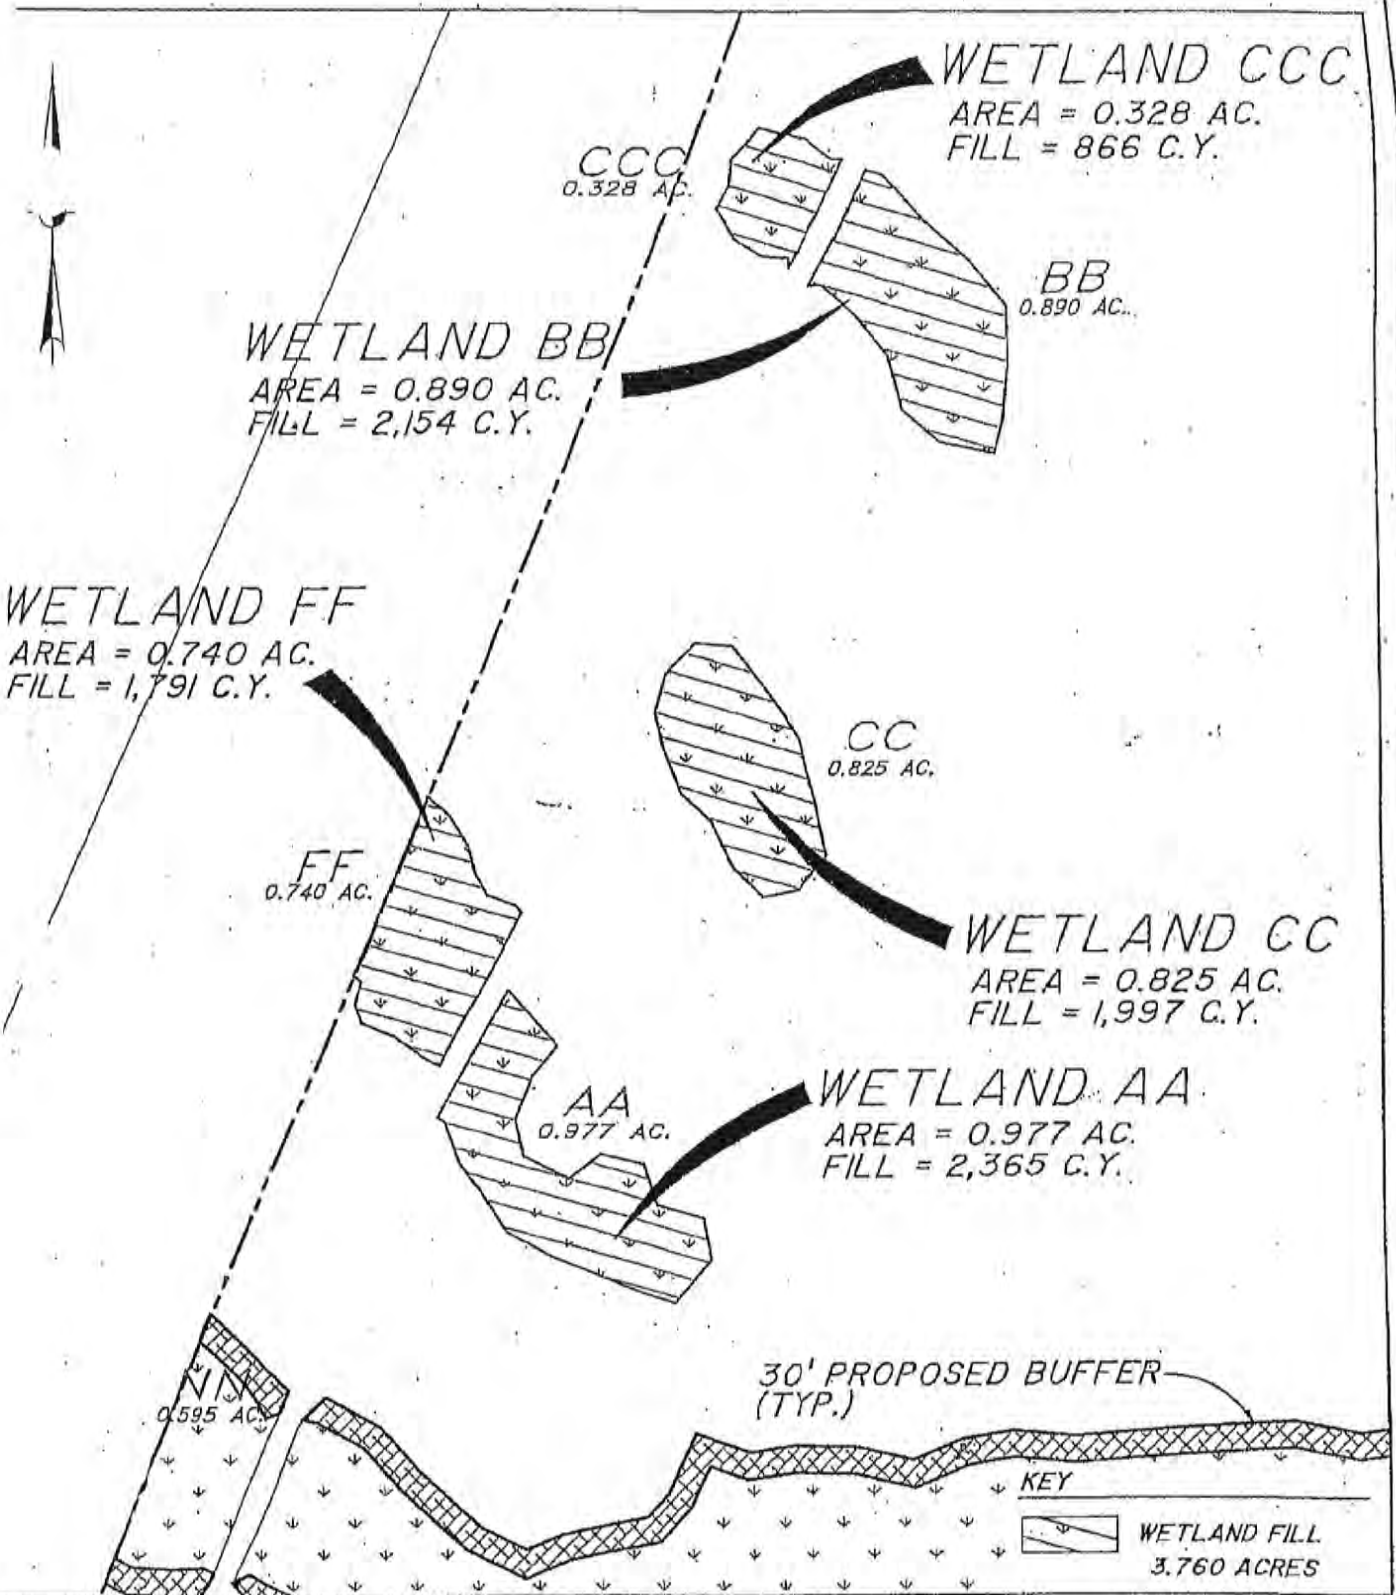 WETLAND CCC
AREA = 0.328 AC.
FILL = 866 C.Y.
CCC
0.328 AC.
BB
0.890 AC.
WETLAND BB
AREA = 0.890 AC.
FILL = 2,154 C.Y.
WETLAND FF
AREA = 0.740 AC.
FILL = 1,791 C.Y.
CC
0.825 AC.
FF
0.740 AC.
WETLAND CC
AREA = 0.825 AC.
FILL = 1,997 C.Y.
WETLAND AA
AREA = 0.977 AC.
FILL = 2,365 C.Y.
AA
0.977 AC.
30' PROPOSED BUFFER
(TYP.)
0.595 AC.
KEY
WETLAND FILL
3.760 ACRES